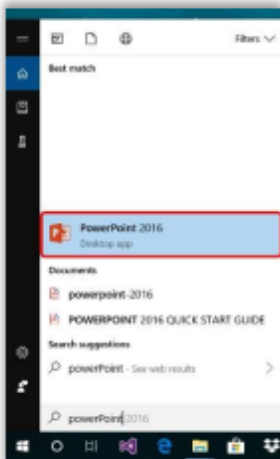 Filters
Best match
PowerPoint 2016
Desktop app
Documents
powerpoint-2016
POWERPOINT 2016 QUICK START GUIDE
Search suggestions
powerPoint - See web results
powerPoint 2016